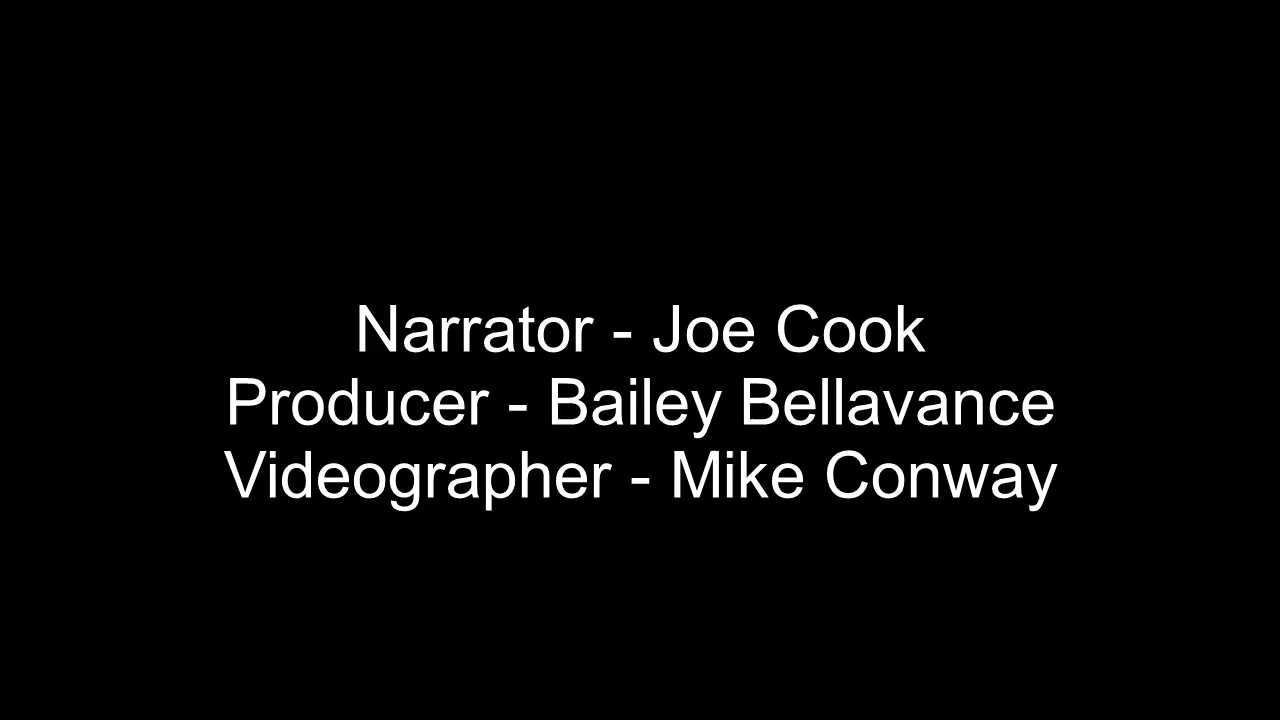 Narrator - Joe Cook
Producer - Bailey Bellavance
Videographer - Mike Conway